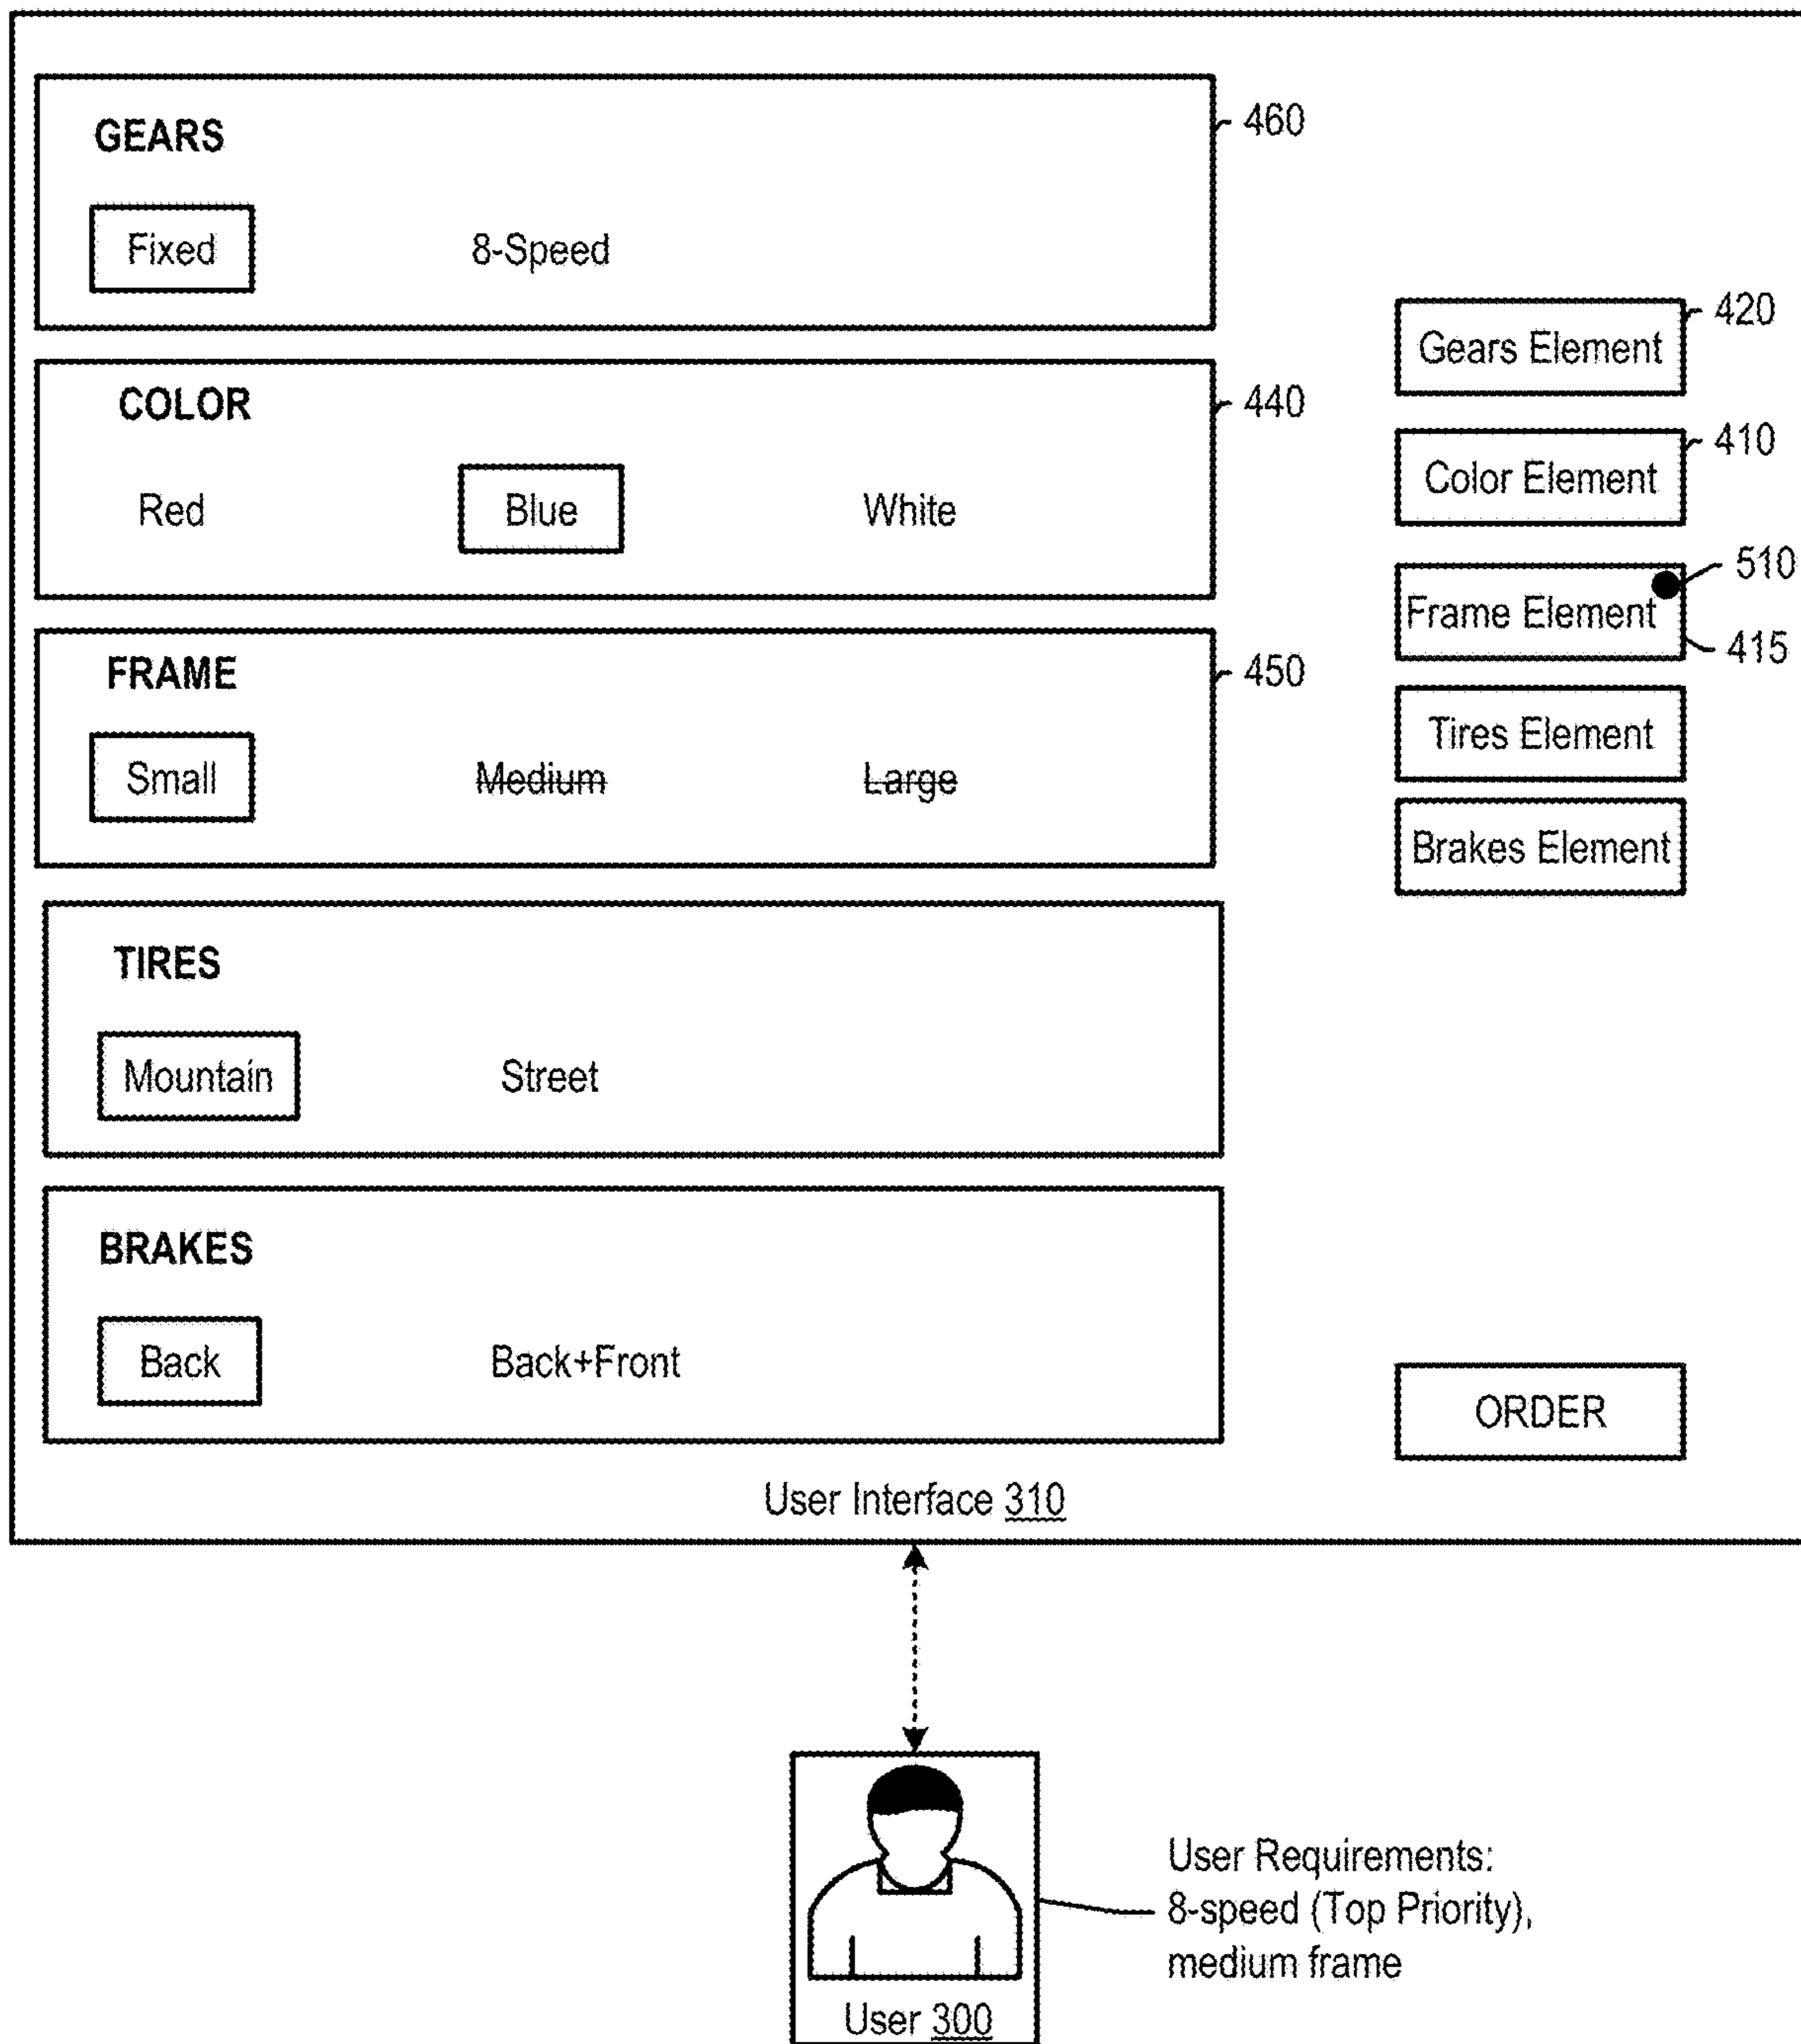 GEARS
460
Fixed
8-Speed
420
Gears Element
COLOR
440
410
Color Element
Red
Blue
White
510
Frame Element
415
FRAME
450
Small
Medium
Large
Tires Element
Brakes Element
TIRES
Mountain
Street
BRAKES
Back
Back+Front
ORDER
User Interface 310
User Requirements:
8-speed (Top Priority),
medium frame
User 300